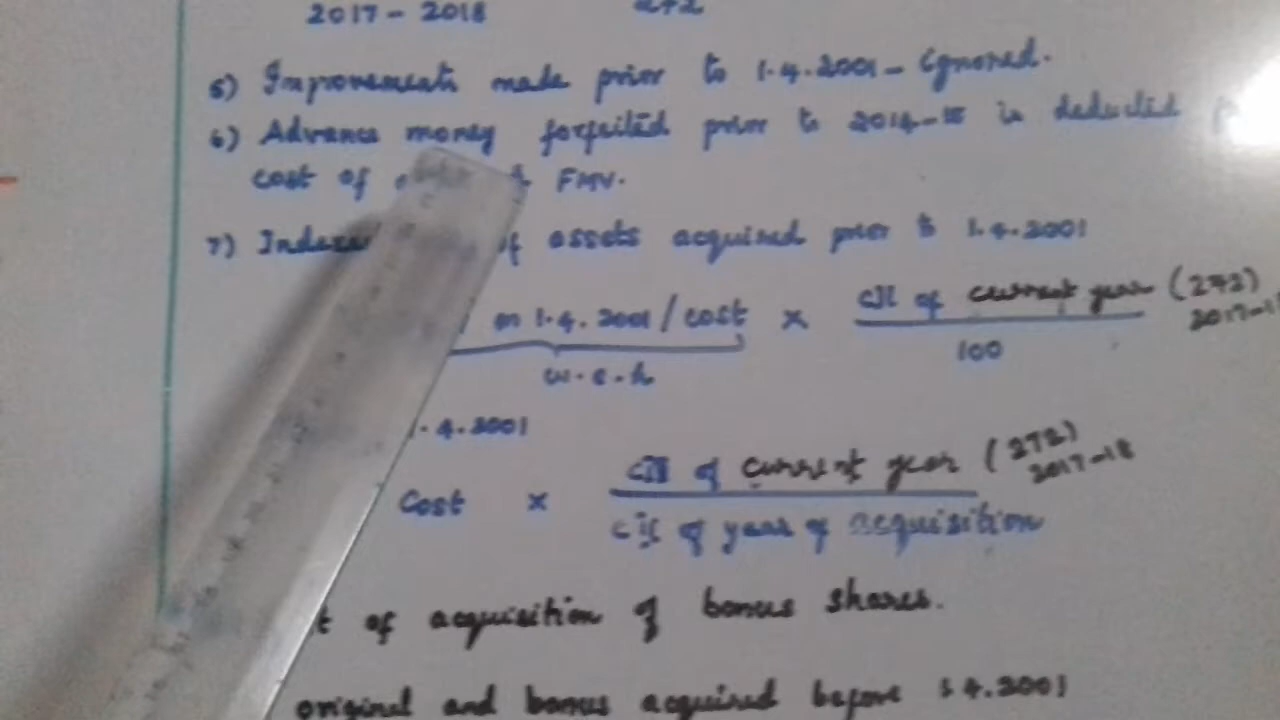 2017 - 2018 272
5) Improvements made prior to 1.4.2001 - ignored.
6) Advance money forfeited prior to 2014-15 is deducted
cost of FMV.
7) of assets acquired prior to 1.4.2001
on 1.4.2001 / cost x CII of current year (272) 2017-1
w.e.h 100
.4.2001
Cost x CII of current year (272) 2017-18
CII of year of acquisition
of acquisition of bonus shares.
original and bonus acquired before 1.4.2001